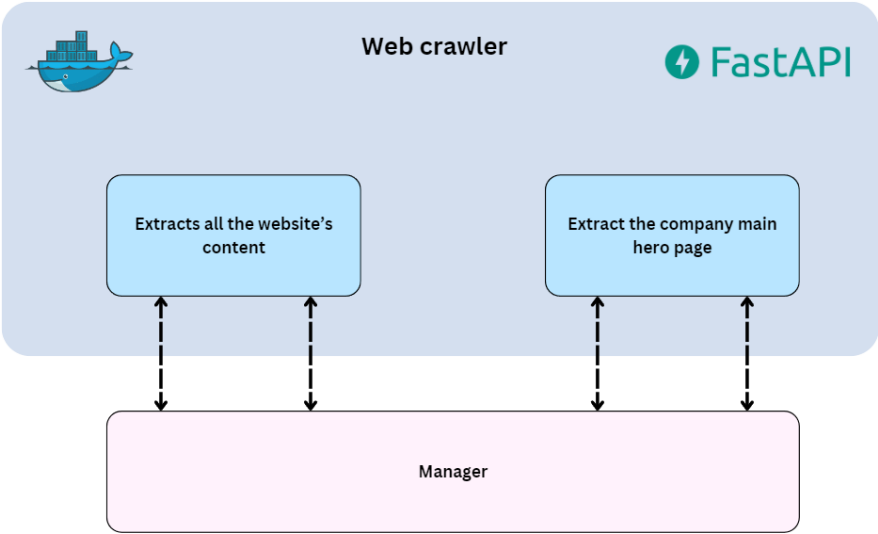 Web crawler
FastAPI
Extracts all the website's
content
Extract the company main
hero page
Manager